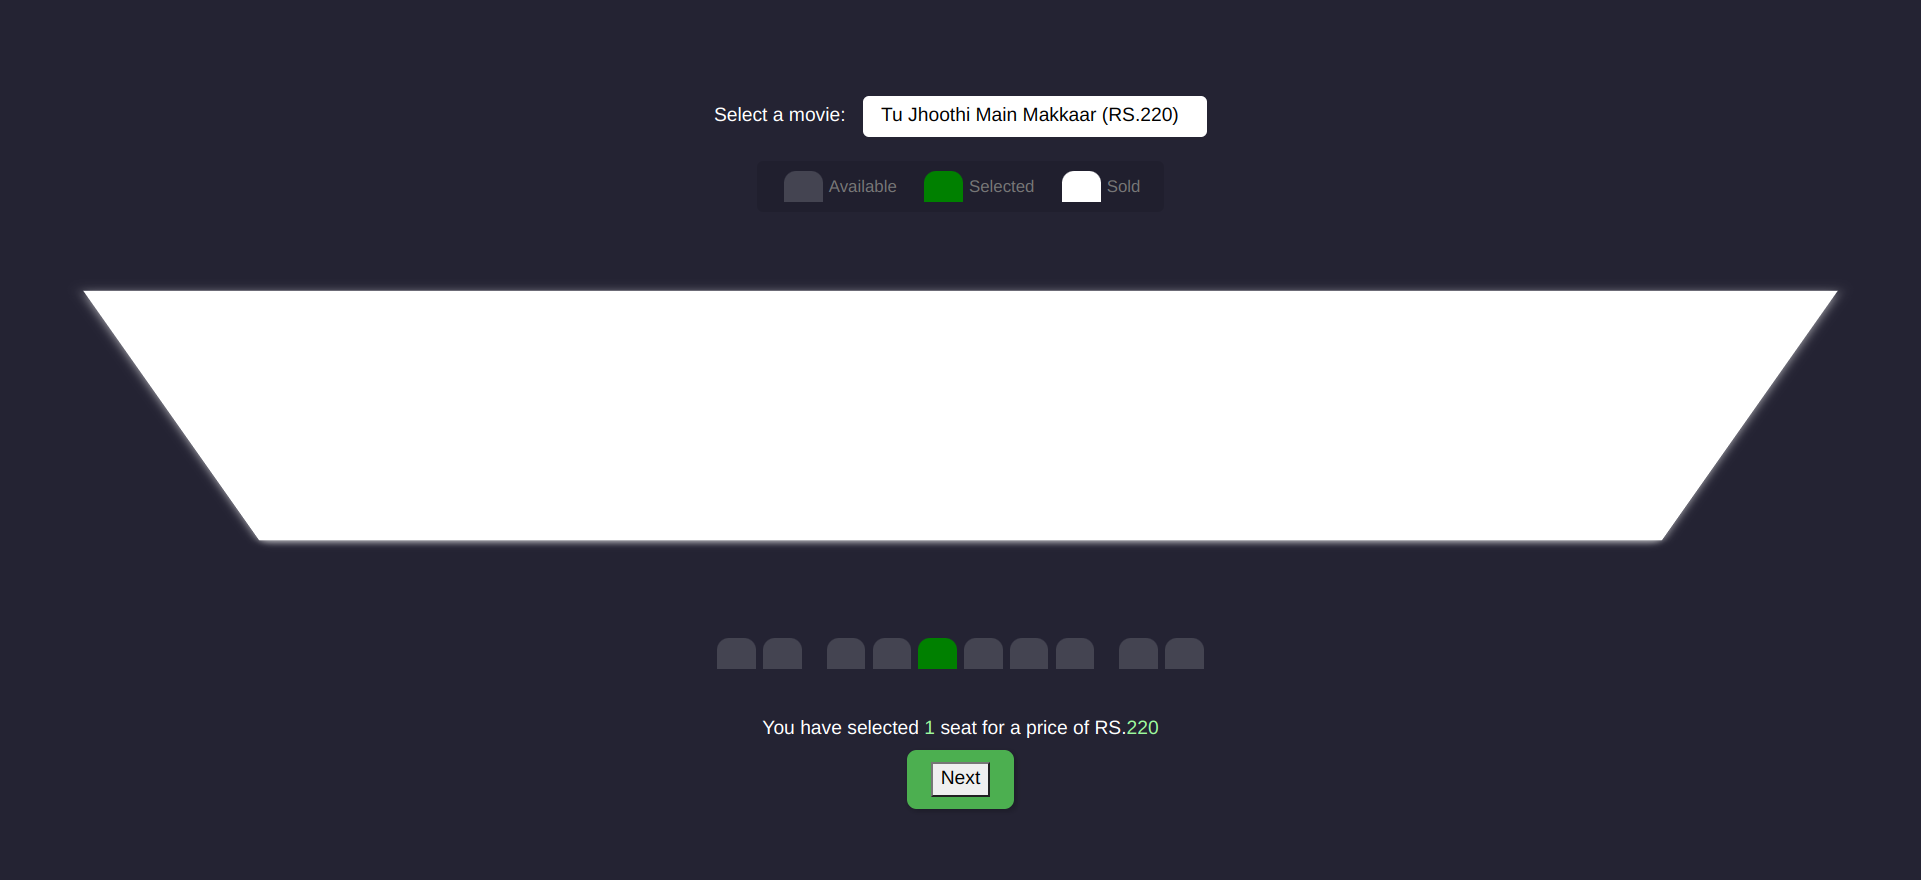 Select a movie: Tu Jhoothi Main Makkaar (RS.220)
Available Selected Sold
You have selected 1 seat for a price of RS.220
Next